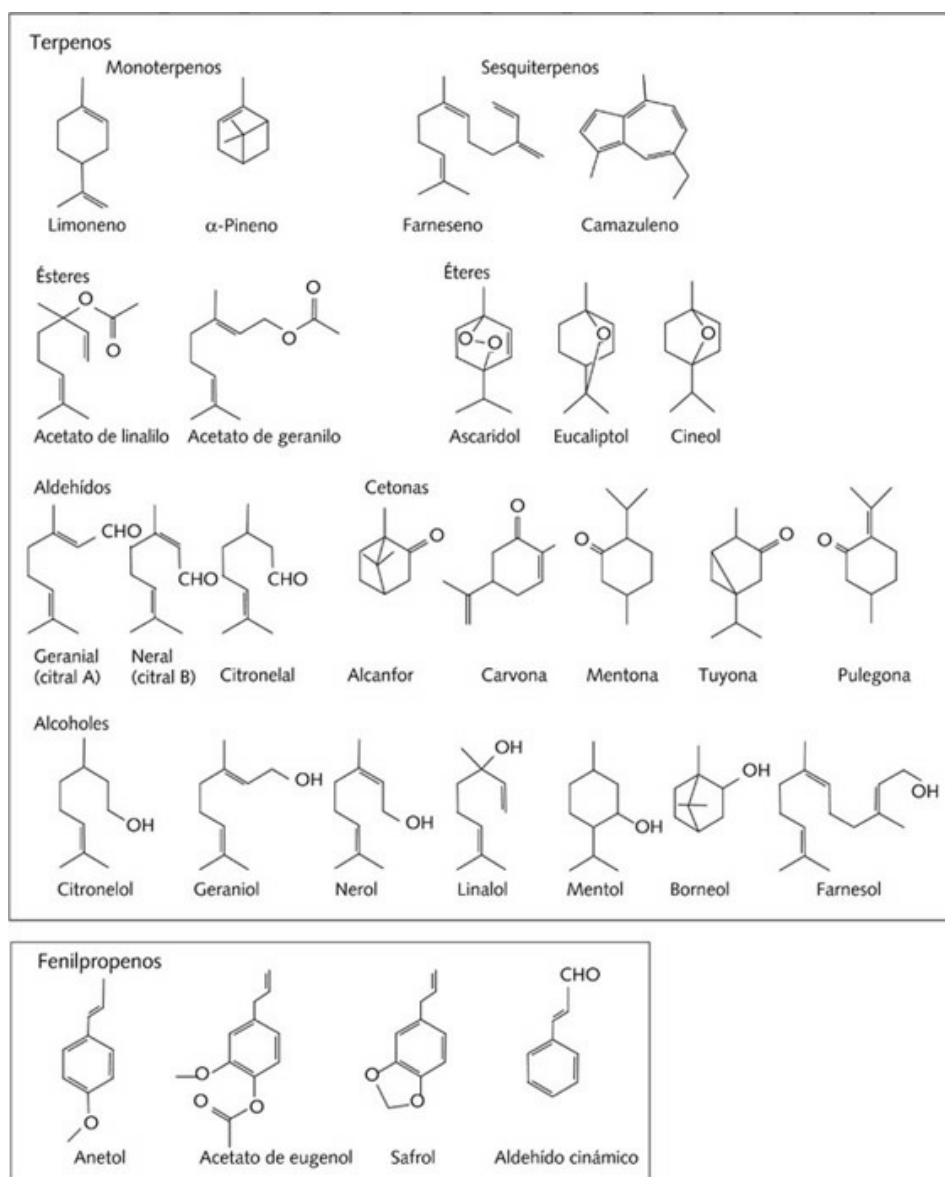 Terpenos
Monoterpenos
Sesquiterpenos
Limoneno
α-Pineno
Farneseno
Camazuleno
Ésteres
Éteres
O
O
O
O
O
O
O
O
Acetato de linalilo
Acetato de geranilo
Ascaridol
Eucaliptol
Cineol
Aldehídos
Cetonas
CHO
CHO
CHO
O
O
O
O
O
Geranial
(citral A)
Neral
(citral B)
Citronelal
Alcanfor
Carvona
Mentona
Tuyona
Pulegona
Alcoholes
OH
OH
OH
OH
OH
OH
OH
Citronelol
Geraniol
Nerol
Linalol
Mentol
Borneol
Farnesol
Fenilpropenos
CHO
O
O
O
O
O
O
Anetol
Acetato de eugenol
Safrol
Aldehído cinámico